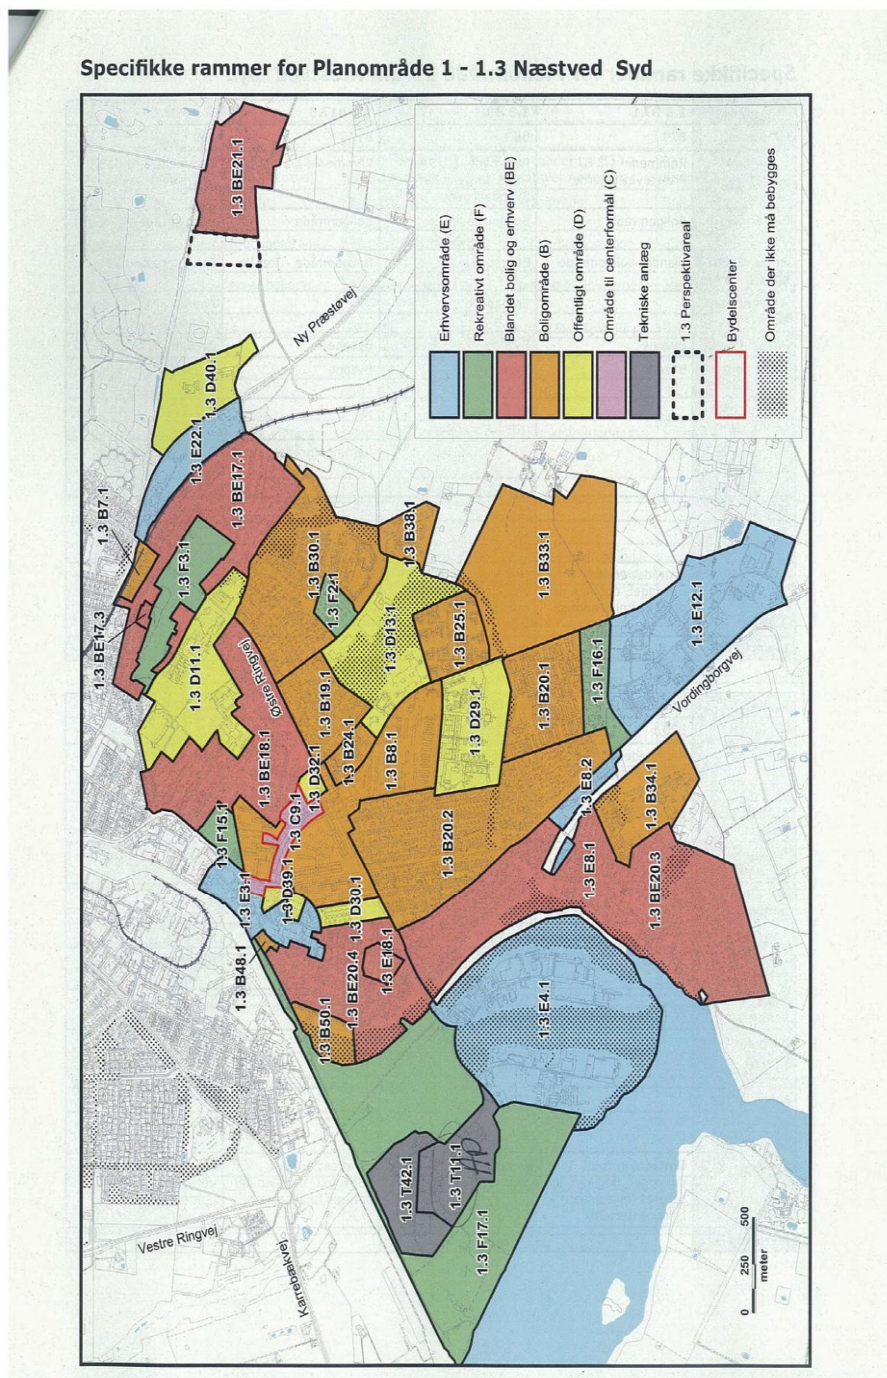 Specifikke rammer for Planområde 1 - 1.3 Næstved Syd
1.3 BE21.1
Ny Præstøvej
1.3 D40.1
1.3 E22.1
1.3 B7.1
1.3 BE17.1
1.3 F3.1
1.3 BE17.3
1.3 D11.1
Østre Ringvej
1.3 B30.1
1.3 F2.1
1.3 B38.1
1.3 D13.1
1.3 B33.1
1.3 B25.1
1.3 B19.1
1.3 B24.1
1.3 B8.1
1.3 D29.1
1.3 B20.1
1.3 F16.1
1.3 E12.1
Vordingborgvej
1.3 BE18.1
1.3 D32.1
1.3 C9.1
1.3 F15.1
1.3 E3.1
1.3 D39.1
1.3 B20.2
1.3 E8.2
1.3 B34.1
1.3 E8.1
1.3 BE20.3
1.3 D30.1
1.3 E18.1
1.3 BE20.4
1.3 B48.1
1.3 B50.1
1.3 E4.1
1.3 T42.1
1.3 T11.1
1.3 F17.1
Vestre Ringvej
Karrebækvej
Erhvervsområde (E)
Rekreativt område (F)
Blandet bolig og erhverv (BE)
Boligområde (B)
Offentligt område (D)
Område til centerformål (C)
Tekniske anlæg
1.3 Perspektivareal
Bydelscenter
Område der ikke må bebygges
0 250 500
meter